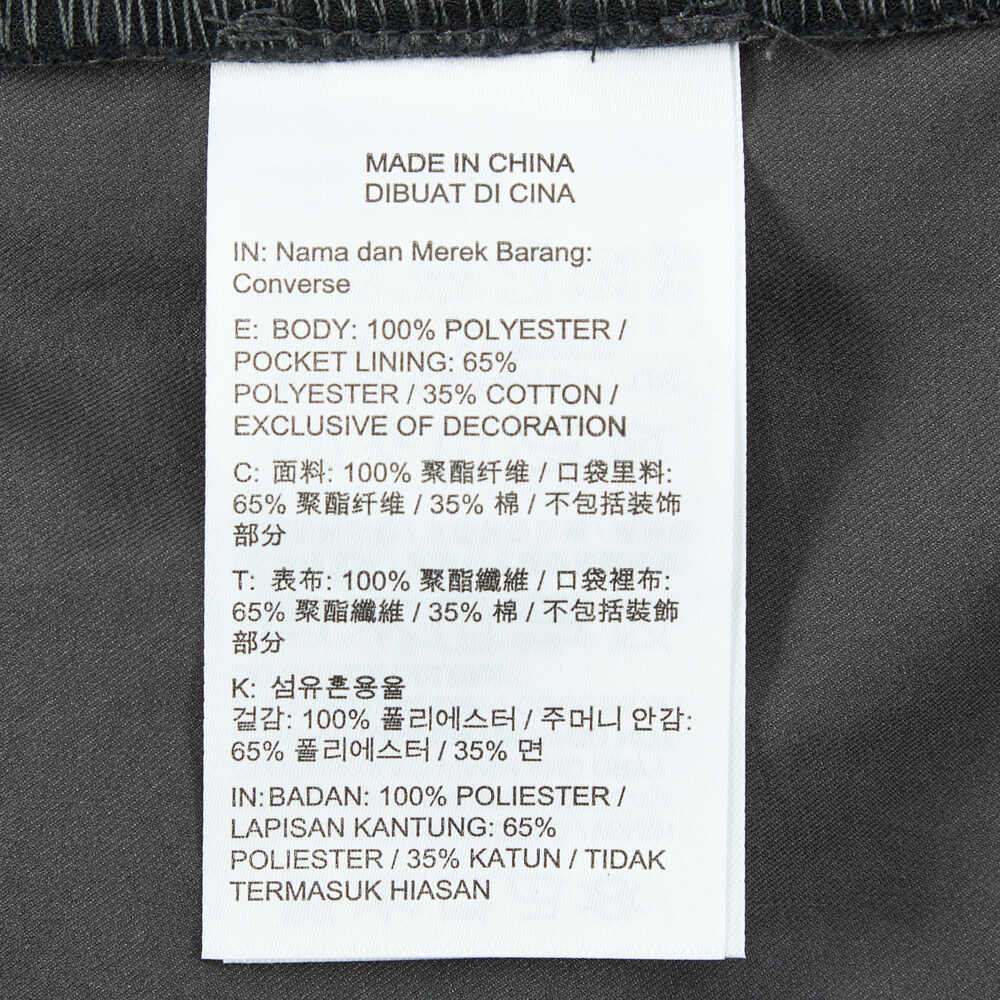 MADE IN CHINA
DIBUAT DI CINA
IN: Nama dan Merek Barang:
Converse
E: BODY: 100% POLYESTER /
POCKET LINING: 65%
POLYESTER / 35% COTTON /
EXCLUSIVE OF DECORATION
C: 面料: 100% 聚酯纤维 / 口袋里料:
65% 聚酯纤维 / 35% 棉 / 不包括装饰
部分
T: 表布: 100% 聚酯纖維 / 口袋裡布:
65% 聚酯纖維 / 35% 棉 / 不包括裝飾
部分
K: 섬유혼용율
겉감: 100% 폴리에스터 / 주머니 안감:
65% 폴리에스터 / 35% 면
IN:BADAN: 100% POLIESTER /
LAPISAN KANTUNG: 65%
POLIESTER / 35% KATUN / TIDAK
TERMASUK HIASAN